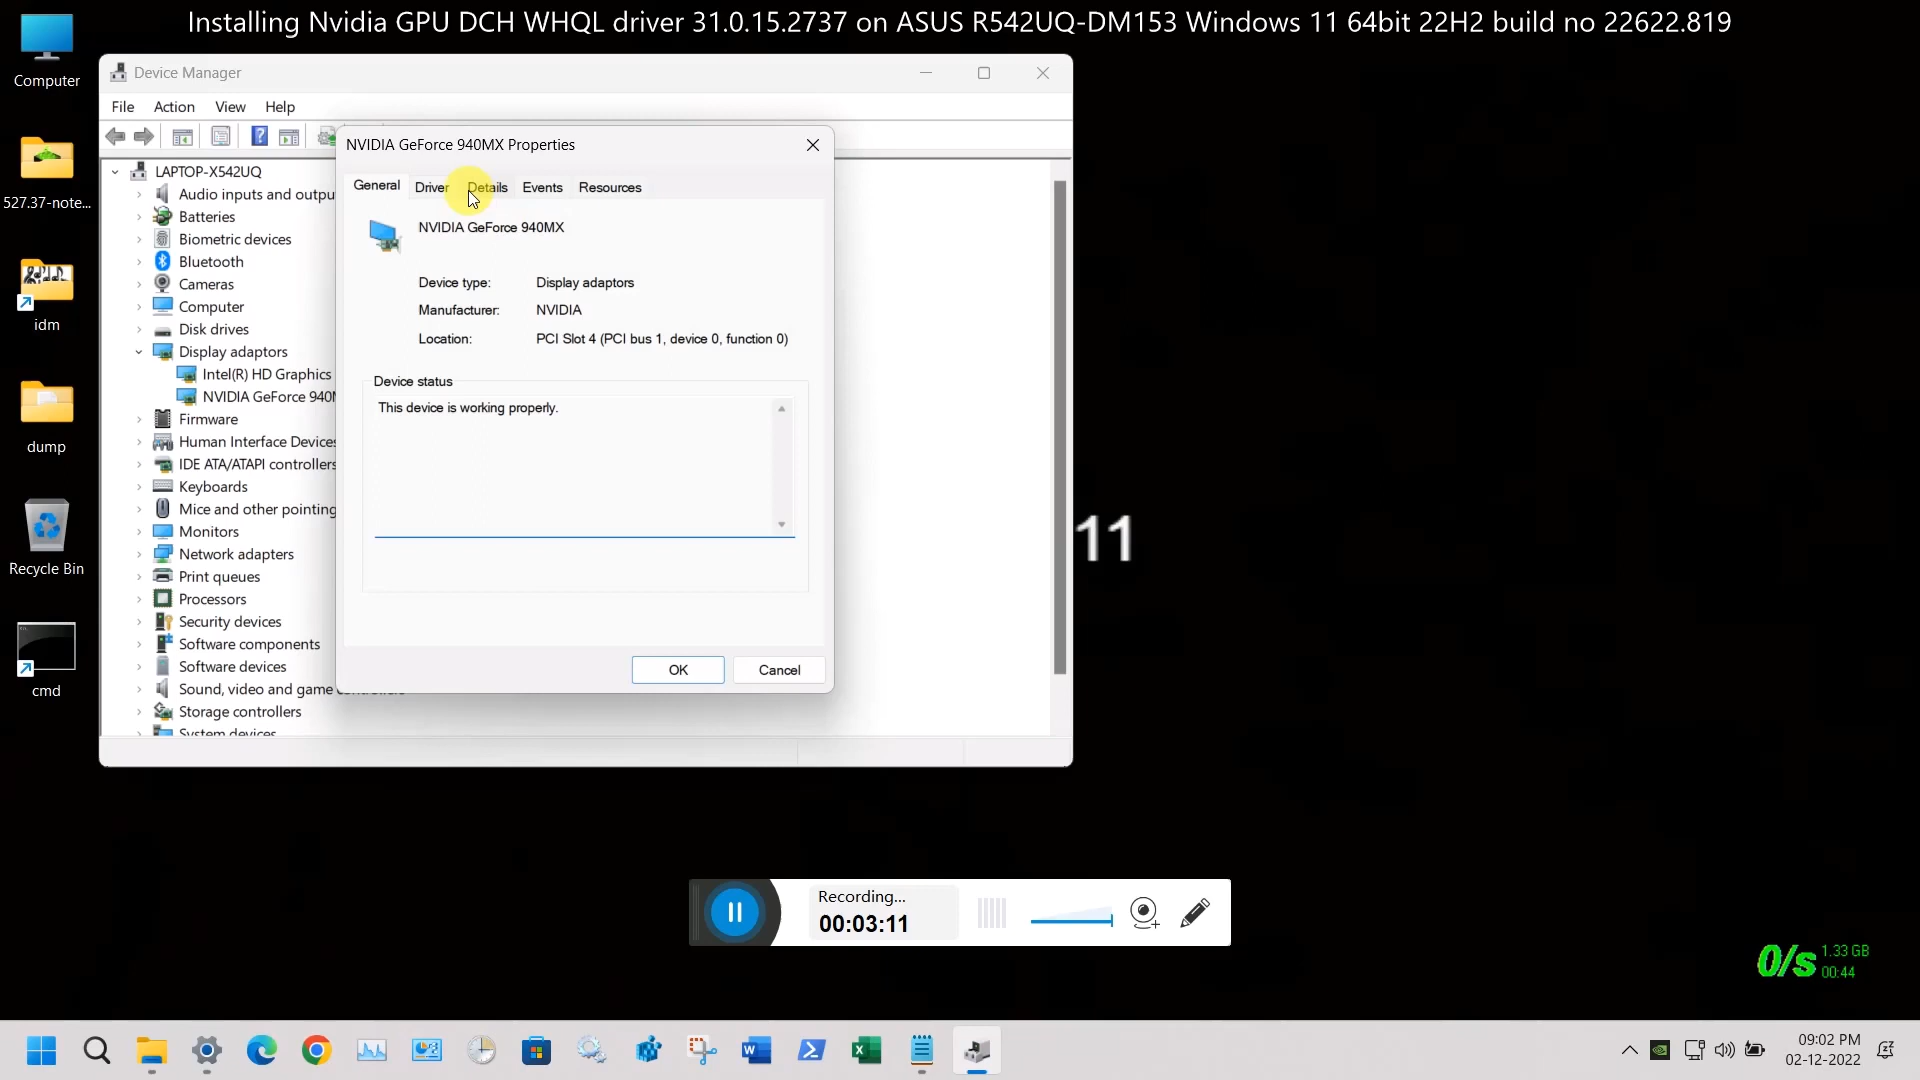 Installing Nvidia GPU DCH WHQL driver 31.0.15.2737 on ASUS R542UQ-DM153 Windows 11 64bit 22H2 build no 22622.819
Computer
527.37-note...
idm
dump
Recycle Bin
cmd
Device Manager
File Action View Help
LAPTOP-X542UQ
Audio inputs and outpu
Batteries
Biometric devices
Bluetooth
Cameras
Computer
Disk drives
Display adaptors
Intel(R) HD Graphics
NVIDIA GeForce 940M
Firmware
Human Interface Devices
IDE ATA/ATAPI controllers
Keyboards
Mice and other pointing
Monitors
Network adapters
Print queues
Processors
Security devices
Software components
Software devices
Sound, video and game controllers
Storage controllers
System devices
NVIDIA GeForce 940MX Properties
General Driver Details Events Resources
NVIDIA GeForce 940MX
Device type: Display adaptors
Manufacturer: NVIDIA
Location: PCI Slot 4 (PCI bus 1, device 0, function 0)
Device status
This device is working properly.
OK Cancel
11
Recording...
00:03:11
0/s 1.33 GB
00:44
09:02 PM
02-12-2022